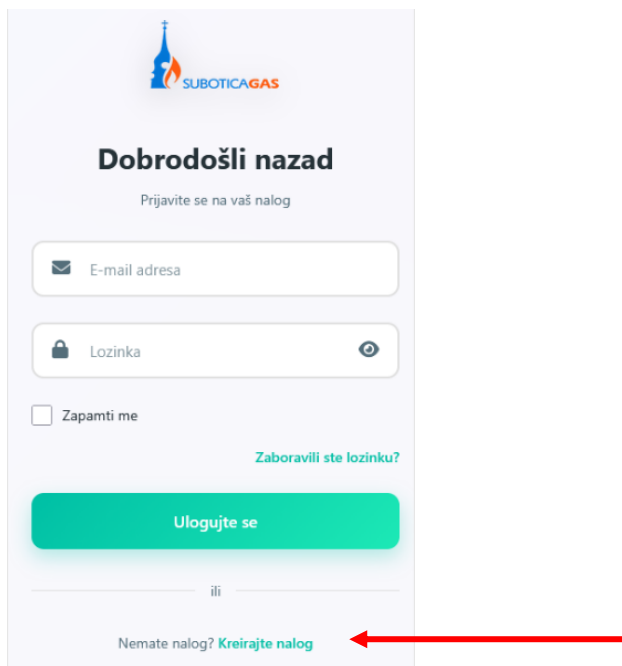 SUBOTICAGAS
Dobrodošli nazad
Prijavite se na vaš nalog
E-mail adresa
Lozinka
Zapamti me
Zaboravili ste lozinku?
Ulogujte se
ili
Nemate nalog? Kreirajte nalog